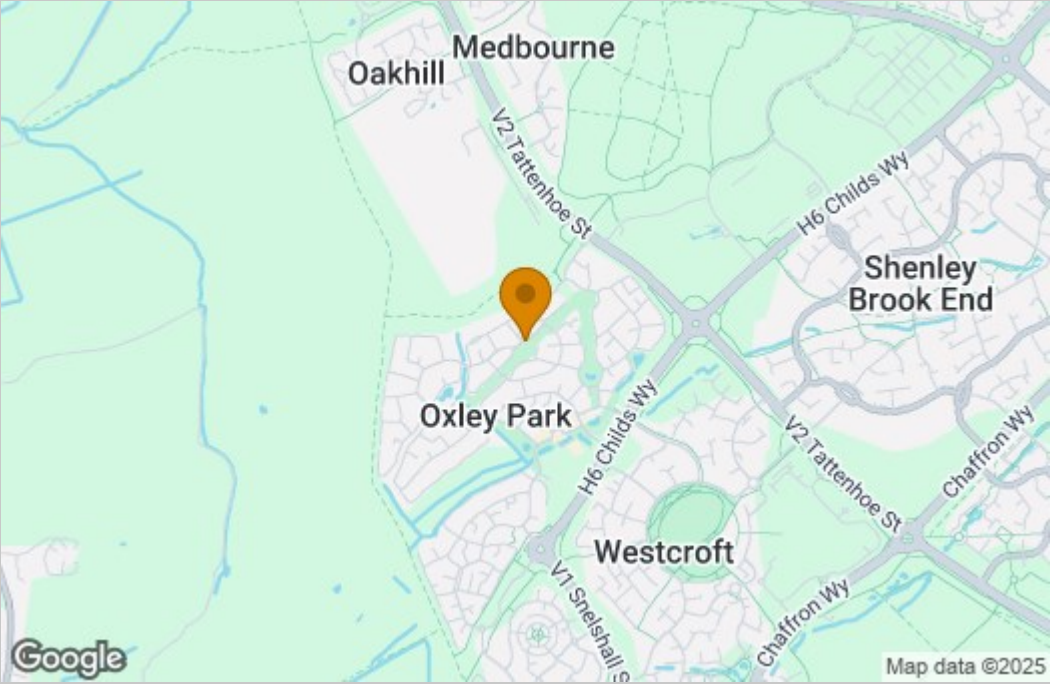 Medbourne
Oakhill
V2 Tattenhoe St
H6 Childs Wy
Shenley
Brook End
Oxley Park
H6 Childs Wy
V2 Tattenhoe St
Chaffron Wy
Westcroft
V1 Snelshall S
Chaffron Wy
Google
Map data ©2025